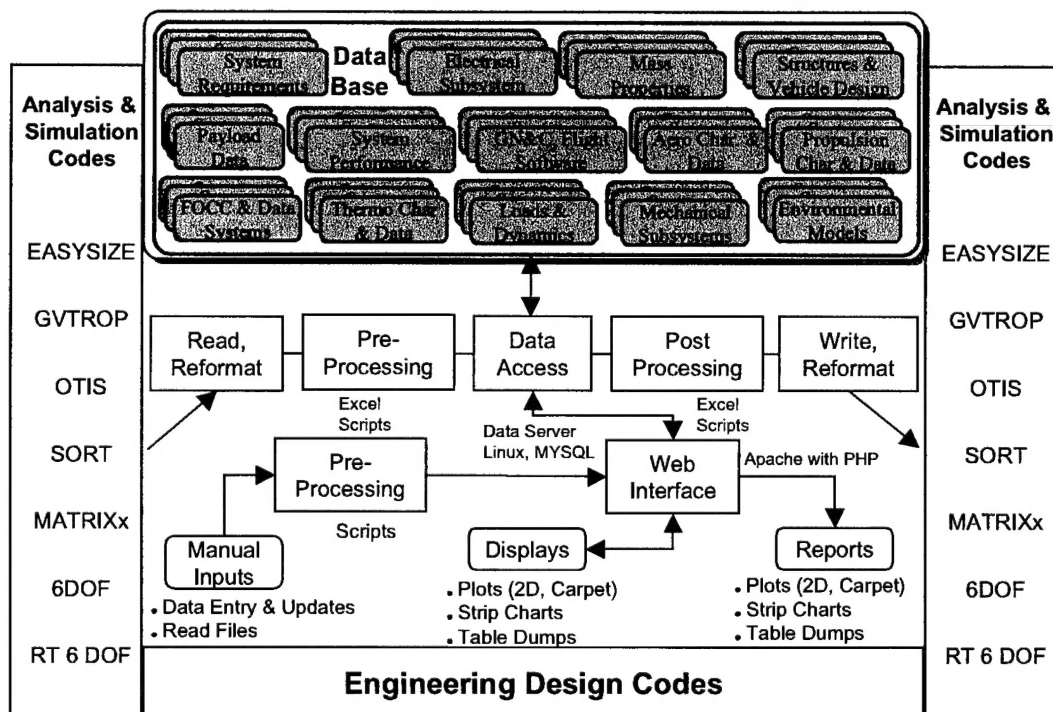 Data
Base
System
Requirements
Electrical
Subsystem
Mass
Properties
Structures &
Vehicle Design
Payload
Data
System
Performance
GN&C, Flight
Software
Aero Char. &
Data
Propulsion
Char & Data
FOCC & Data
Systems
Thermo Char
& Data
Loads &
Dynamics
Mechanical
Subsystems
Environmental
Models
Analysis &
Simulation
Codes
EASYSIZE
GVTROP
OTIS
SORT
MATRIXx
6DOF
RT 6 DOF
Read,
Reformat
Pre-
Processing
Data
Access
Post
Processing
Write,
Reformat
Excel
Scripts
Data Server
Linux, MYSQL
Excel
Scripts
Pre-
Processing
Web
Interface
Apache with PHP
Scripts
Manual
Inputs
Displays
Reports
• Data Entry & Updates
• Read Files
• Plots (2D, Carpet)
• Strip Charts
• Table Dumps
• Plots (2D, Carpet)
• Strip Charts
• Table Dumps
Analysis &
Simulation
Codes
EASYSIZE
GVTROP
OTIS
SORT
MATRIXx
6DOF
RT 6 DOF
Engineering Design Codes